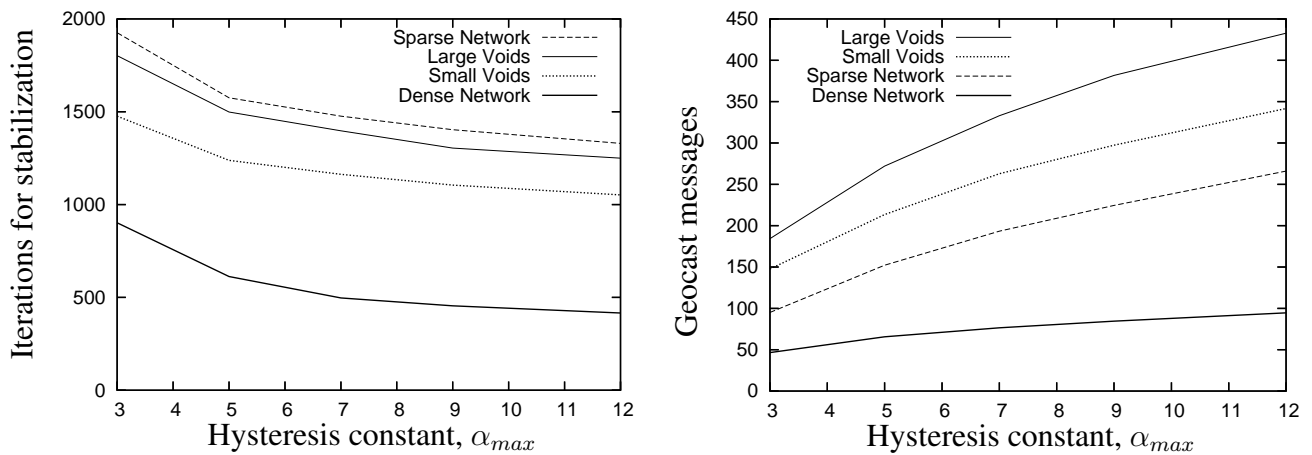 Iterations for stabilization
2000
1500
1000
500
0
Sparse Network
Large Voids
Small Voids
Dense Network
3 4 5 6 7 8 9 10 11 12
Hysteresis constant, α_max
Geocast messages
450
400
350
300
250
200
150
100
50
0
Large Voids
Small Voids
Sparse Network
Dense Network
3 4 5 6 7 8 9 10 11 12
Hysteresis constant, α_max